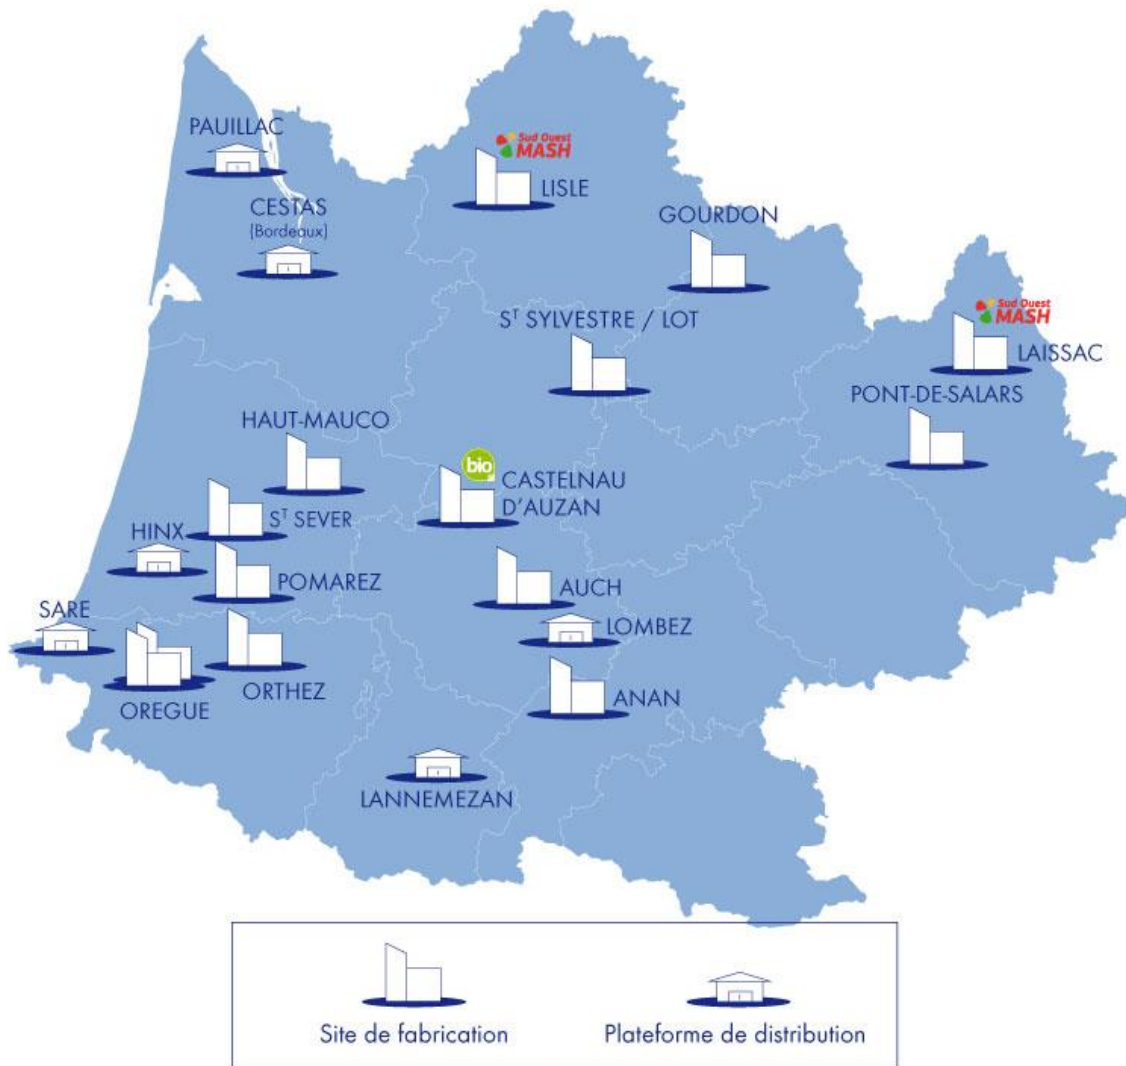 PAUILLAC
Sud Ouest
MASH
LISLE
CESTAS
(Bordeaux)
GOURDON
Sᵀ SYLVESTRE / LOT
Sud Ouest
MASH
LAISSAC
PONT-DE-SALARS
HAUT-MAUCO
bio
CASTELNAU
D’AUZAN
Sᵀ SEVER
HINX
POMAREZ
AUCH
SARE
LOMBEZ
ORTHEZ
OREGUE
ANAN
LANNEMEZAN
Site de fabrication
Plateforme de distribution